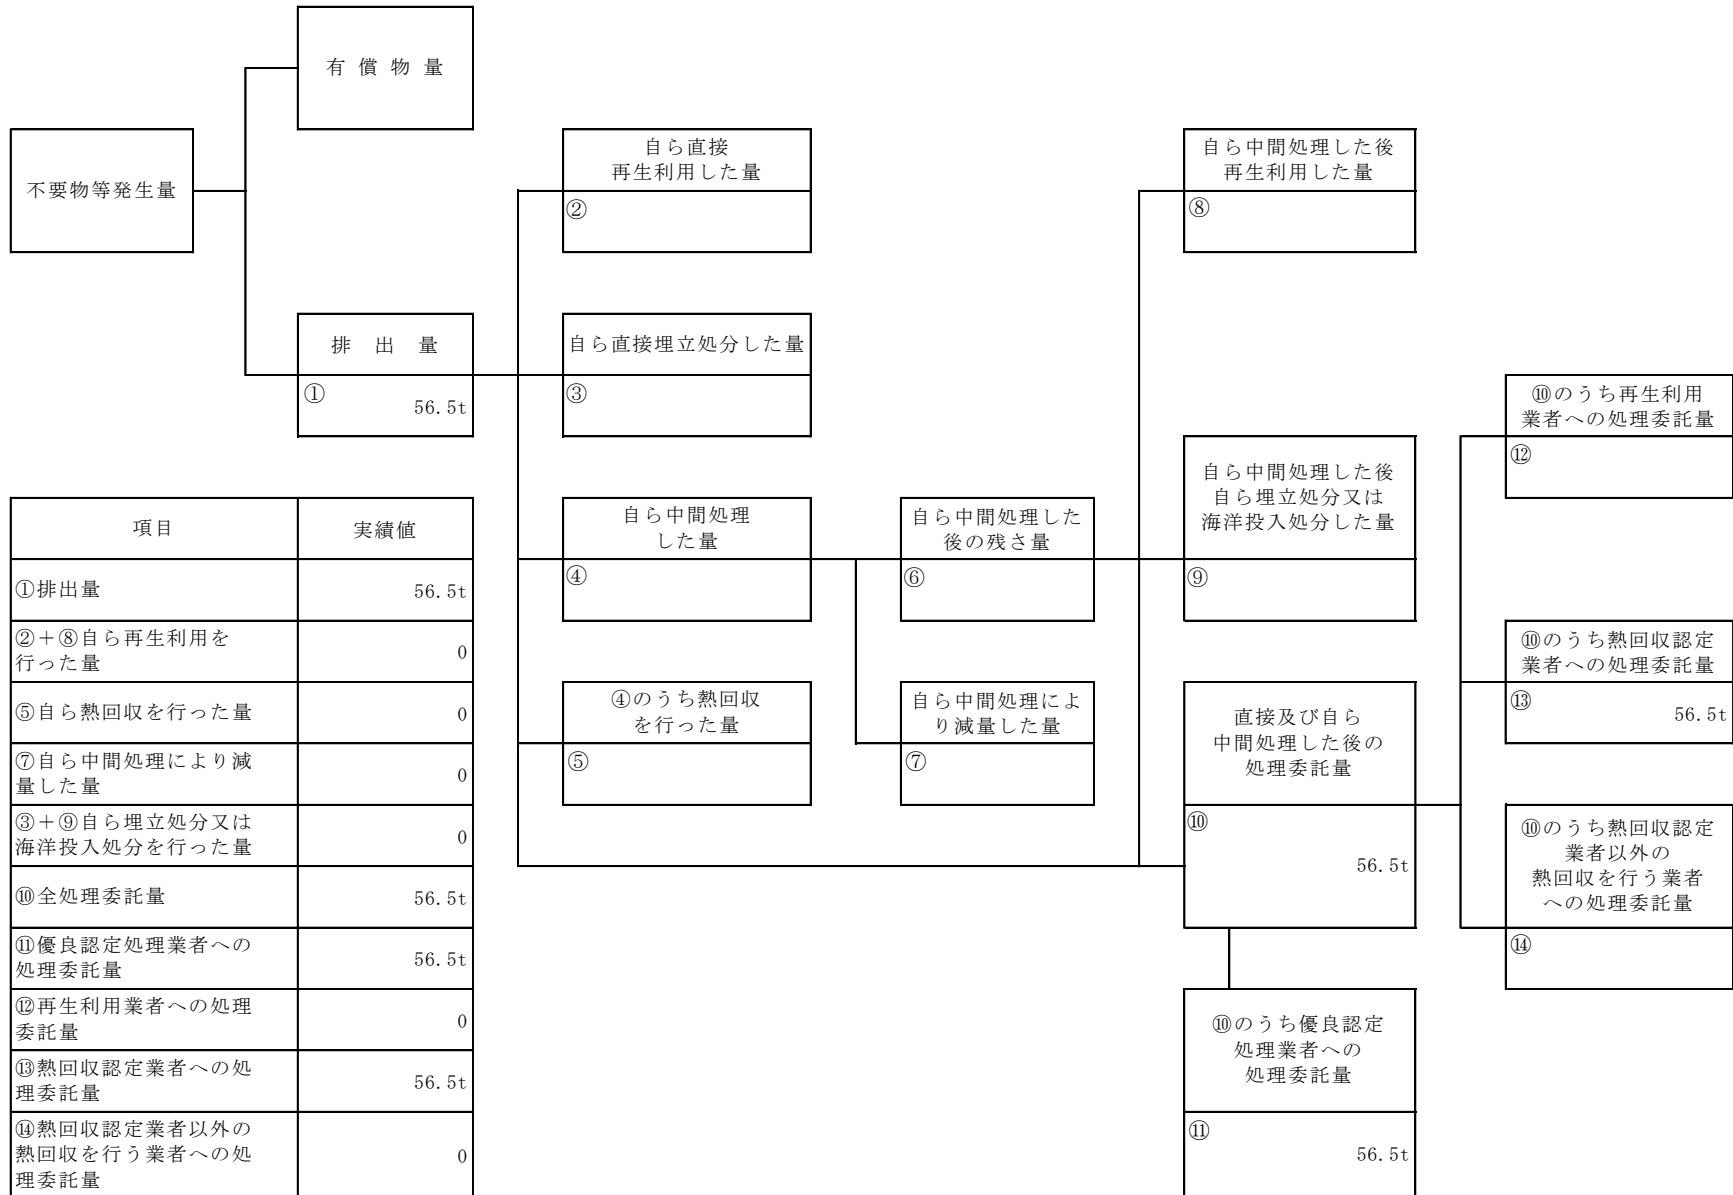 有償物量
不要物等発生量
自ら直接
再生利用した量
②
自ら中間処理した後
再生利用した量
⑧
排出量
①
56.5t
自ら直接埋立処分した量
③
⑩のうち再生利用
業者への処理委託量
⑫
自ら中間処理した後
自ら埋立処分又は
海洋投入処分した量
⑨
自ら中間処理
した量
④
自ら中間処理した
後の残さ量
⑥
⑩のうち熱回収認定
業者への処理委託量
⑬
56.5t
④のうち熱回収
を行った量
⑤
自ら中間処理によ
り減量した量
⑦
直接及び自ら
中間処理した後の
処理委託量
⑩
56.5t
⑩のうち熱回収認定
業者以外の
熱回収を行う業者
への処理委託量
⑭
⑩のうち優良認定
処理業者への
処理委託量
⑪
56.5t
項目 実績値
①排出量 56.5t
②+⑧自ら再生利用を
行った量 0
⑤自ら熱回収を行った量 0
⑦自ら中間処理により減
量した量 0
③+⑨自ら埋立処分又は
海洋投入処分を行った量 0
⑩全処理委託量 56.5t
⑪優良認定処理業者への
処理委託量 56.5t
⑫再生利用業者への処理
委託量 0
⑬熱回収認定業者への処
理委託量 56.5t
⑭熱回収認定業者以外の
熱回収を行う業者への処
理委託量 0